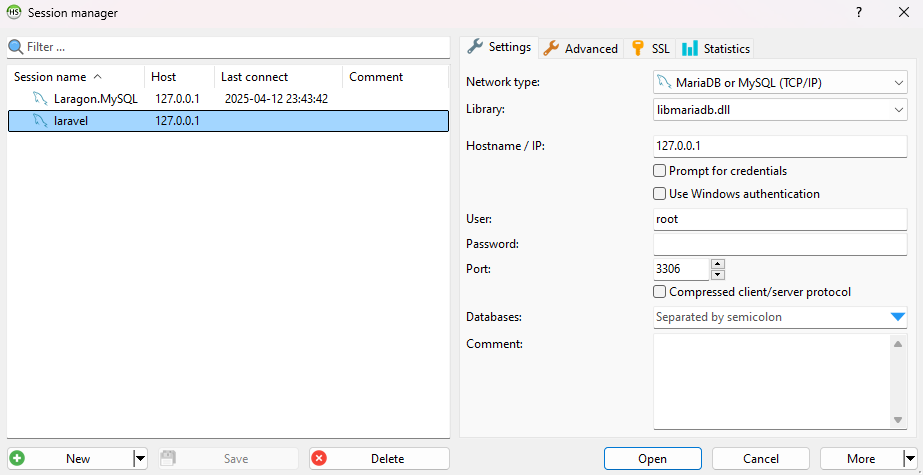 HS Session manager ?
Filter ...
Session name Host Last connect Comment
Laragon.MySQL 127.0.0.1 2025-04-12 23:43:42
laravel 127.0.0.1
New Save Delete
Settings Advanced SSL Statistics
Network type: MariaDB or MySQL (TCP/IP)
Library: libmariadb.dll
Hostname / IP: 127.0.0.1
Prompt for credentials
Use Windows authentication
User: root
Password:
Port: 3306
Compressed client/server protocol
Databases: Separated by semicolon
Comment:
Open Cancel More